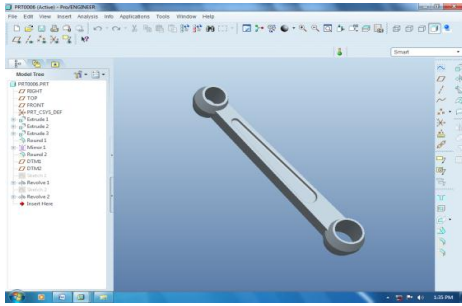 PRT0006 (Active) - Pro/ENGINEER
File Edit View Insert Analysis Info Applications Tools Window Help
Smart
Model Tree
PRT0006.PRT
RIGHT
TOP
FRONT
PRT_CSYS_DEF
Extrude 1
Extrude 2
Extrude 3
Round 1
Mirror 1
Round 2
DTM1
DTM2
Revolve 1
Revolve 2
Insert Here
1:35 PM